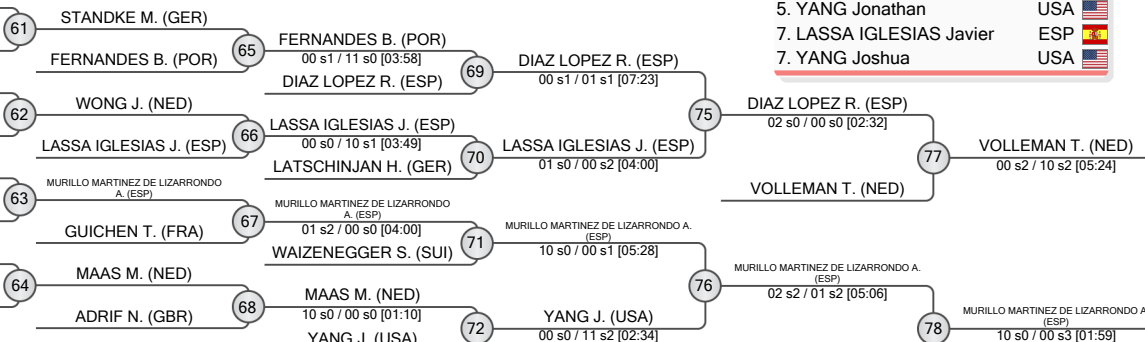 5. YANG Jonathan USA
7. LASSA IGLESIAS Javier ESP
7. YANG Joshua USA
61
STANDKE M. (GER)
FERNANDES B. (POR)
62
WONG J. (NED)
LASSA IGLESIAS J. (ESP)
63
MURILLO MARTINEZ DE LIZARRONDO
A. (ESP)
GUICHEN T. (FRA)
64
MAAS M. (NED)
ADRIF N. (GBR)
65
FERNANDES B. (POR)
00 s1 / 11 s0 [03:58]
DIAZ LOPEZ R. (ESP)
66
LASSA IGLESIAS J. (ESP)
00 s0 / 10 s1 [03:49]
LATSCHINJAN H. (GER)
67
MURILLO MARTINEZ DE LIZARRONDO
A. (ESP)
01 s2 / 00 s0 [04:00]
WAIZENEGGER S. (SUI)
68
MAAS M. (NED)
10 s0 / 00 s0 [01:10]
YANG J. (USA)
69
DIAZ LOPEZ R. (ESP)
00 s1 / 01 s1 [07:23]
70
LASSA IGLESIAS J. (ESP)
01 s0 / 00 s2 [04:00]
71
MURILLO MARTINEZ DE LIZARRONDO A.
(ESP)
10 s0 / 00 s1 [05:28]
72
YANG J. (USA)
00 s0 / 11 s2 [02:34]
75
DIAZ LOPEZ R. (ESP)
02 s0 / 00 s0 [02:32]
VOLLEMAN T. (NED)
76
MURILLO MARTINEZ DE LIZARRONDO A.
(ESP)
02 s2 / 01 s2 [05:06]
77
VOLLEMAN T. (NED)
00 s2 / 10 s2 [05:24]
78
MURILLO MARTINEZ DE LIZARRONDO A
(ESP)
10 s0 / 00 s3 [01:59]